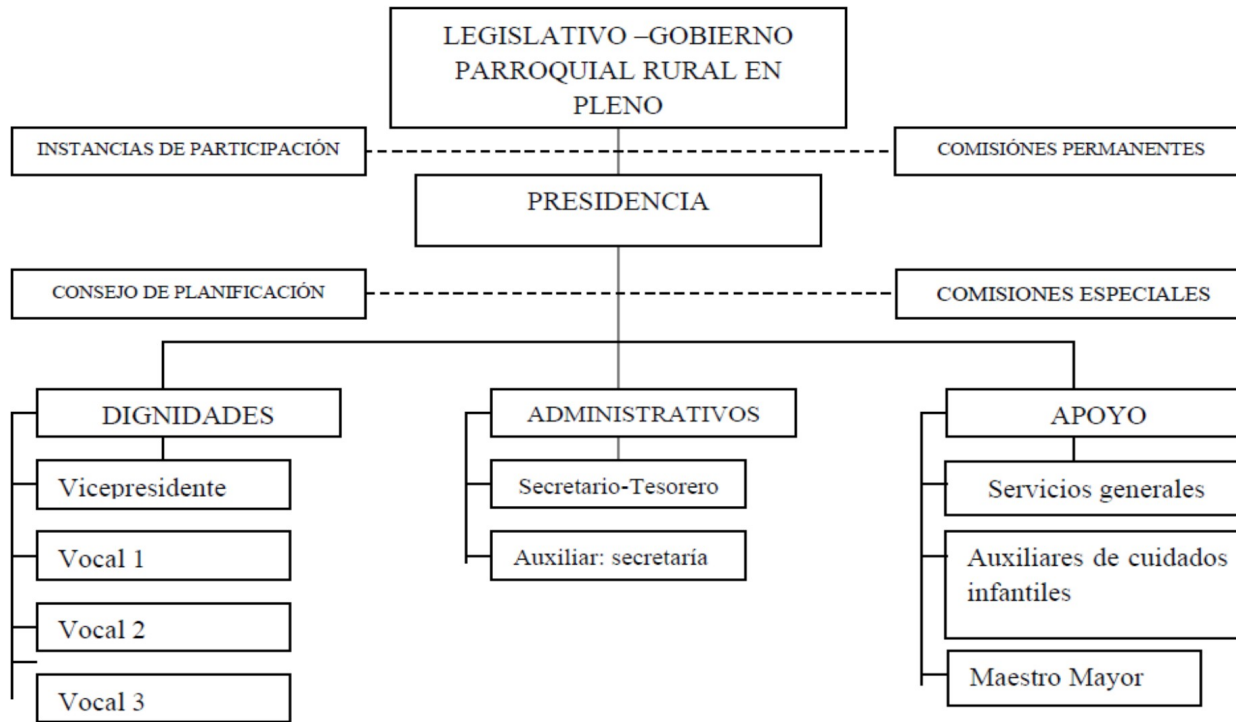 LEGISLATIVO –GOBIERNO
PARROQUIAL RURAL EN
PLENO
INSTANCIAS DE PARTICIPACIÓN
COMISIÓNES PERMANENTES
PRESIDENCIA
CONSEJO DE PLANIFICACIÓN
COMISIONES ESPECIALES
DIGNIDADES
ADMINISTRATIVOS
APOYO
Vicepresidente
Secretario-Tesorero
Servicios generales
Vocal 1
Auxiliar: secretaría
Auxiliares de cuidados
infantiles
Vocal 2
Maestro Mayor
Vocal 3